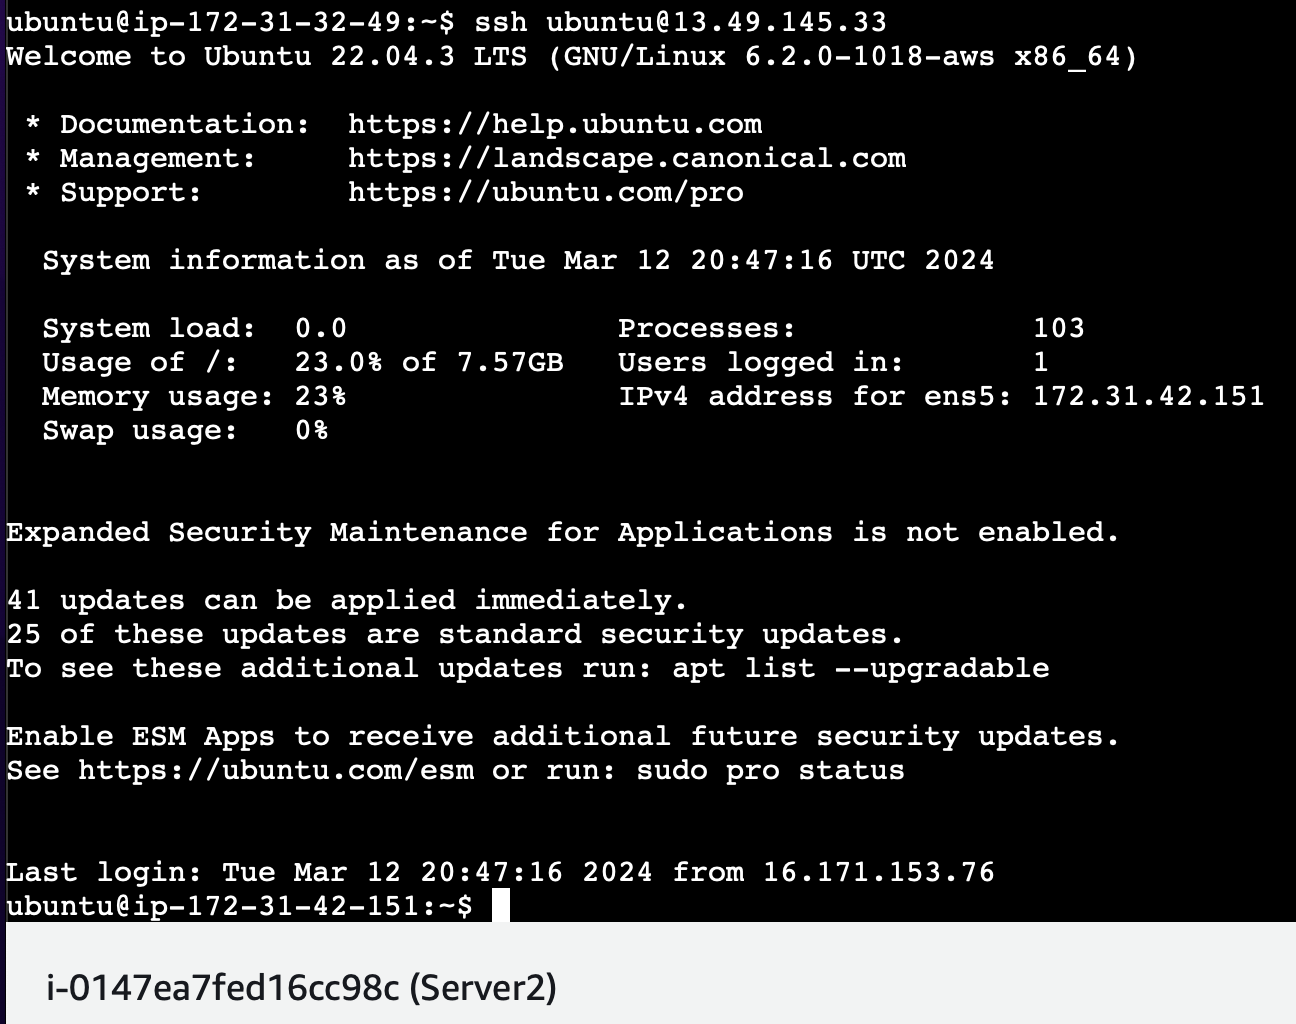 ubuntu@ip-172-31-32-49:~$ ssh ubuntu@13.49.145.33
Welcome to Ubuntu 22.04.3 LTS (GNU/Linux 6.2.0-1018-aws x86_64)
* Documentation: https://help.ubuntu.com
* Management: https://landscape.canonical.com
* Support: https://ubuntu.com/pro
System information as of Tue Mar 12 20:47:16 UTC 2024
System load: 0.0 Processes: 103
Usage of /: 23.0% of 7.57GB Users logged in: 1
Memory usage: 23% IPv4 address for ens5: 172.31.42.151
Swap usage: 0%
Expanded Security Maintenance for Applications is not enabled.
41 updates can be applied immediately.
25 of these updates are standard security updates.
To see these additional updates run: apt list --upgradable
Enable ESM Apps to receive additional future security updates.
See https://ubuntu.com/esm or run: sudo pro status
Last login: Tue Mar 12 20:47:16 2024 from 16.171.153.76
ubuntu@ip-172-31-42-151:~$
i-0147ea7fed16cc98c (Server2)